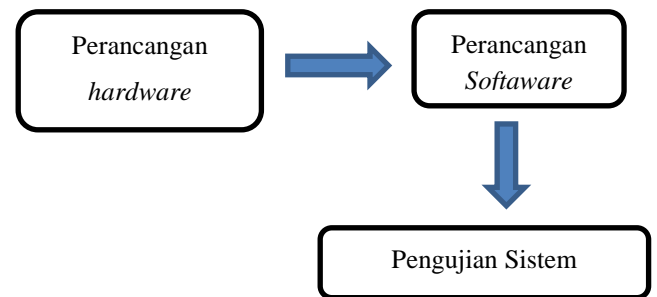 Perancangan
hardware
Perancangan
Softaware
Pengujian Sistem